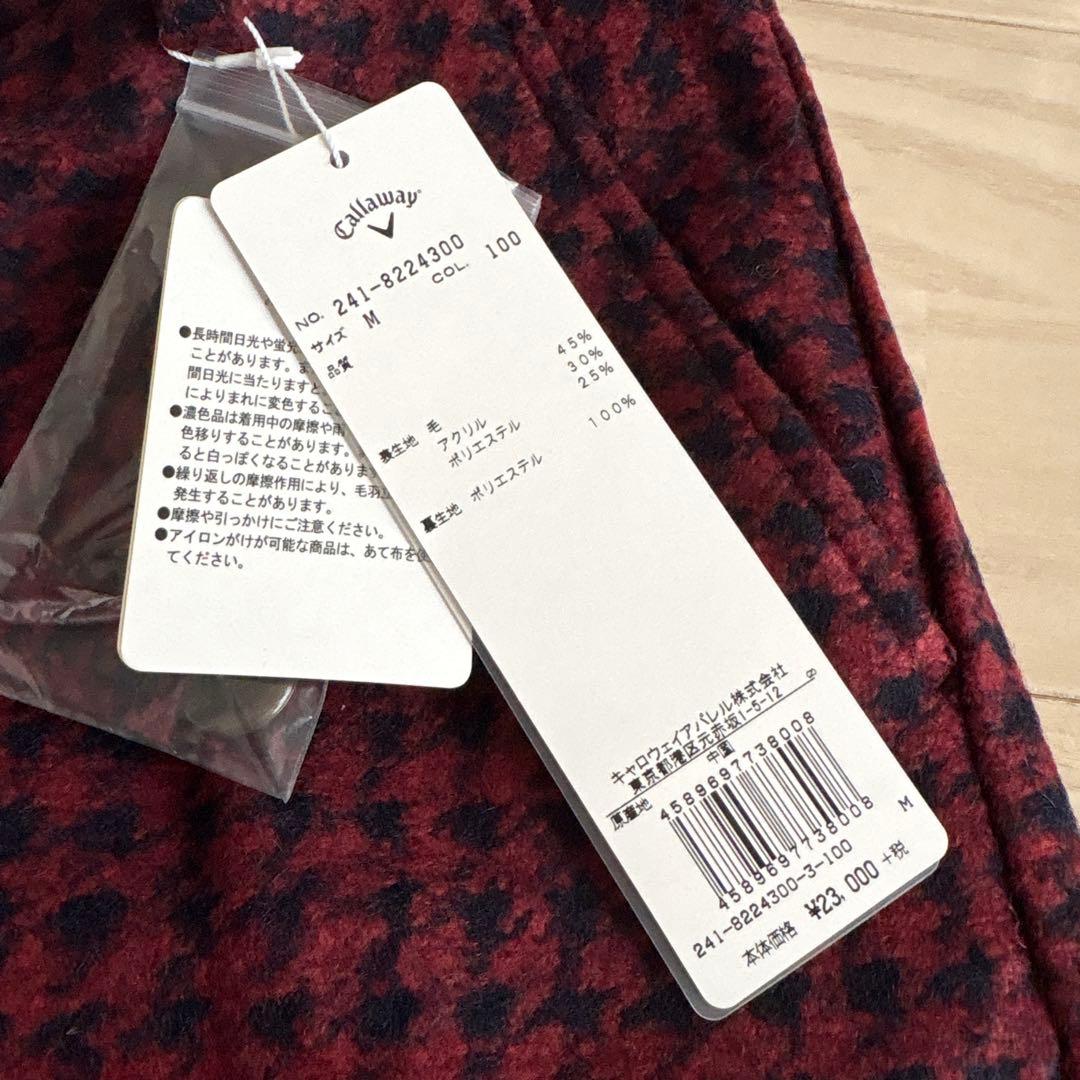 Callaway
NO. 241-8224300
COL. 100
サイズ M
品質
表生地 毛 45%
アクリル 30%
ポリエステル 25%
裏生地 ポリエステル 100%
キャロウェイアパレル株式会社
東京都港区元赤坂1-5-12 8
原産地 中国
4589697738008
4589697738008 M
241-8224300-3-100
本体価格 ¥23,000 +税
●長時間日光や蛍光
ことがあります。ま
間日光に当たりますと
によりまれに変色するこ
●濃色品は着用中の摩擦や雨
色移りすることがあります。
ると白っぽくなることがありま
●繰り返しの摩擦作用により、毛羽
発生することがあります。
●摩擦や引っかけにご注意ください。
●アイロンがけが可能な商品は、あて布を
てください。